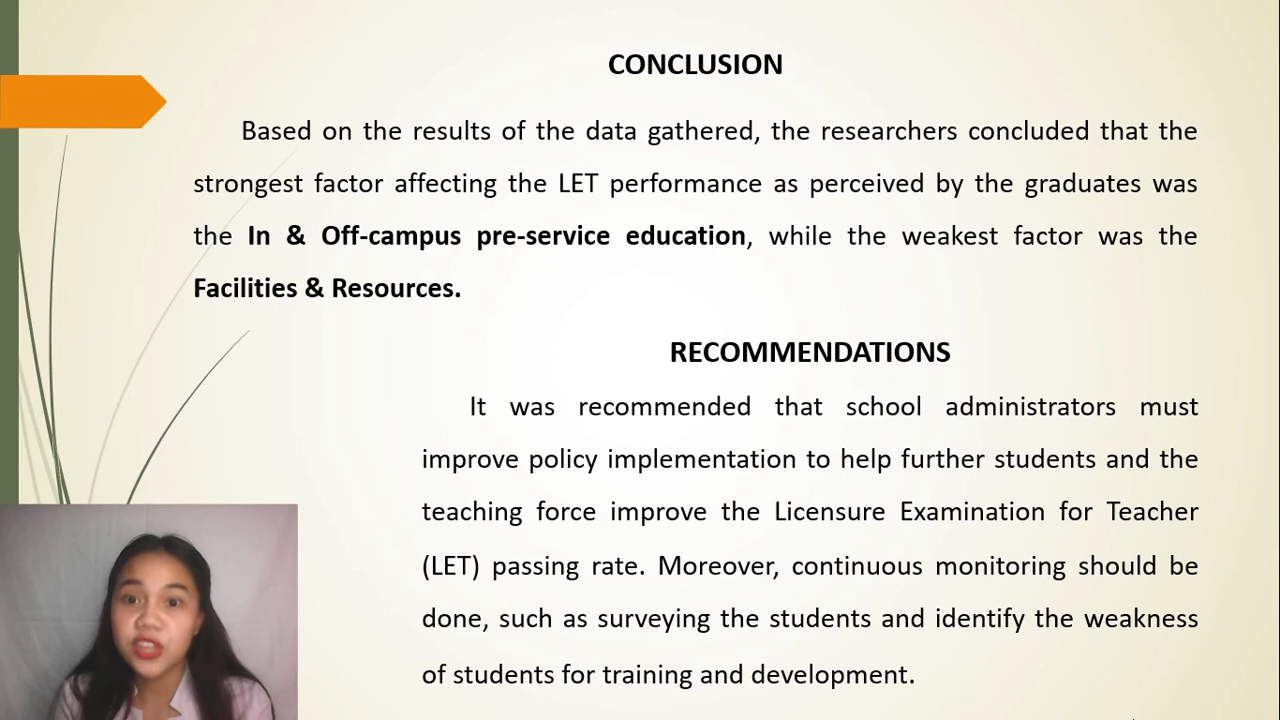 CONCLUSION
Based on the results of the data gathered, the researchers concluded that the
strongest factor affecting the LET performance as perceived by the graduates was
the In & Off-campus pre-service education, while the weakest factor was the
Facilities & Resources.
RECOMMENDATIONS
It was recommended that school administrators must
improve policy implementation to help further students and the
teaching force improve the Licensure Examination for Teacher
(LET) passing rate. Moreover, continuous monitoring should be
done, such as surveying the students and identify the weakness
of students for training and development.